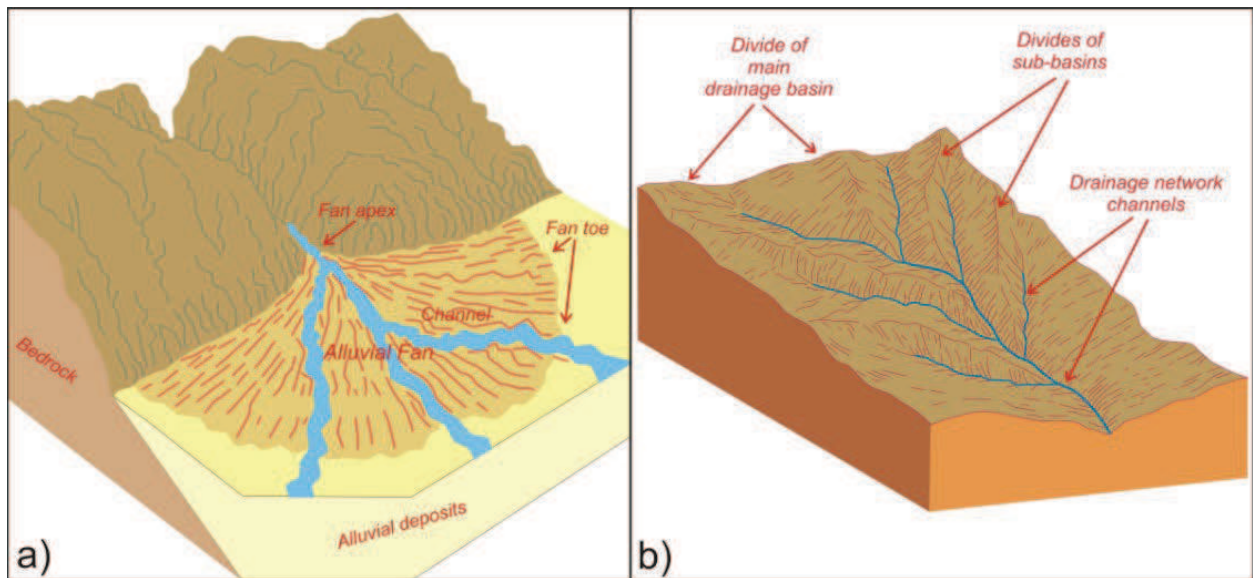 Fan apex
Fan toe
Channel
Alluvial Fan
Bedrock
Alluvial deposits
a)
Divide of
main
drainage basin
Divides of
sub-basins
Drainage network
channels
b)